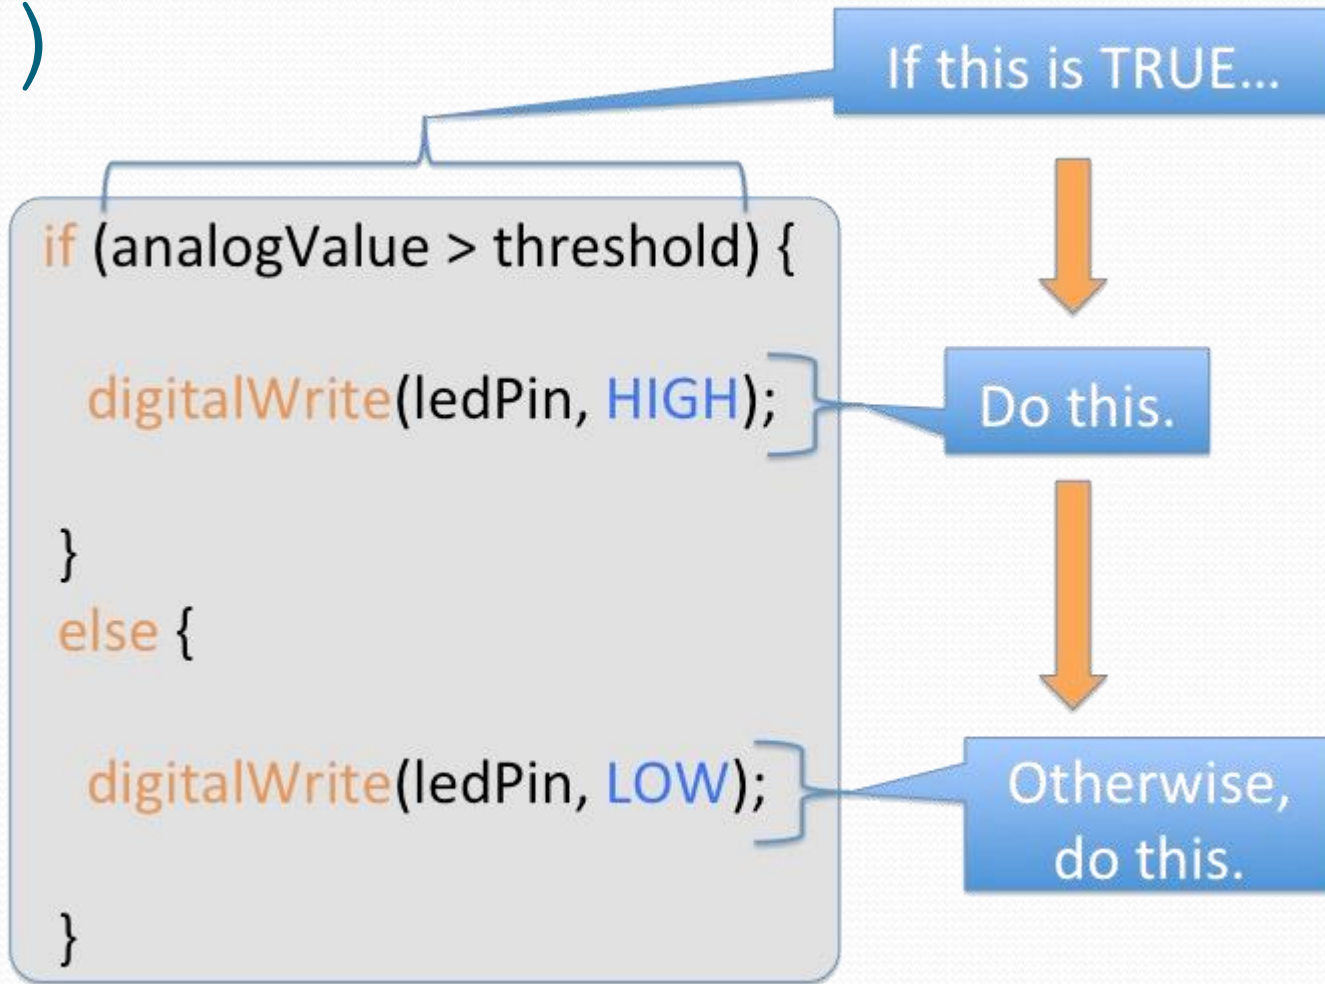 )
If this is TRUE...
if (analogValue > threshold) {
digitalWrite(ledPin, HIGH);
Do this.
}
else {
digitalWrite(ledPin, LOW);
Otherwise,
do this.
}